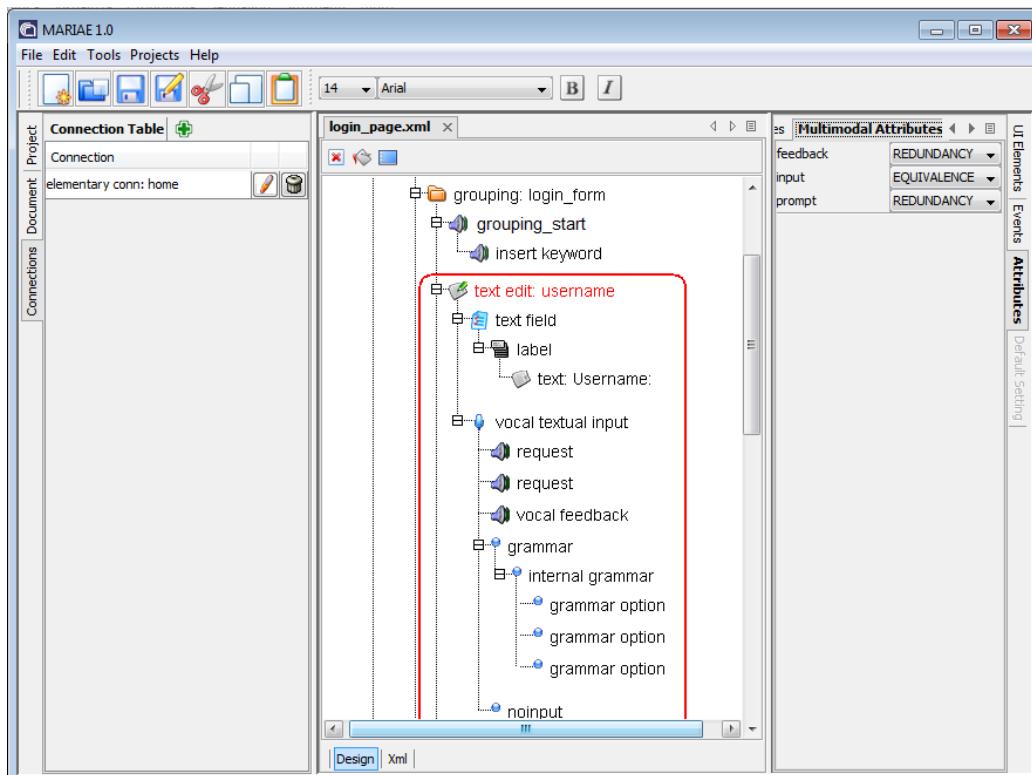 MARIAE 1.0
File Edit Tools Projects Help
14 Arial B I
Project
Document
Connections
Connection Table
Connection
elementary conn: home
login_page.xml
grouping: login_form
grouping_start
insert keyword
text edit: username
text field
label
text: Username:
vocal textual input
request
request
vocal feedback
grammar
internal grammar
grammar option
grammar option
grammar option
noinput
Design Xml
es Multimodal Attributes
feedback REDUNDANCY
input EQUIVALENCE
prompt REDUNDANCY
UI Elements
Events
Attributes
Default Setting